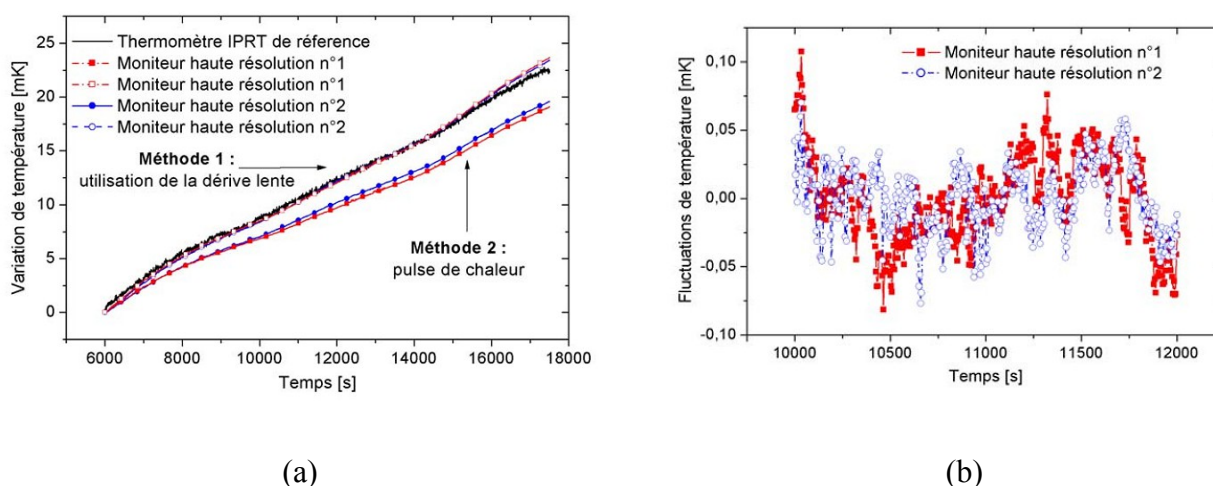 Thermomètre IPRT de réference
Moniteur haute résolution n°1
Moniteur haute résolution n°1
Moniteur haute résolution n°2
Moniteur haute résolution n°2
Méthode 1 :
utilisation de la dérive lente
Méthode 2 :
pulse de chaleur
Variation de température [mK]
25
20
15
10
5
0
6000 8000 10000 12000 14000 16000 18000
Temps [s]
(a)
Moniteur haute résolution n°1
Moniteur haute résolution n°2
Fluctuations de température [mK]
0,10
0,05
0,00
-0,05
-0,10
10000 10500 11000 11500 12000
Temps [s]
(b)